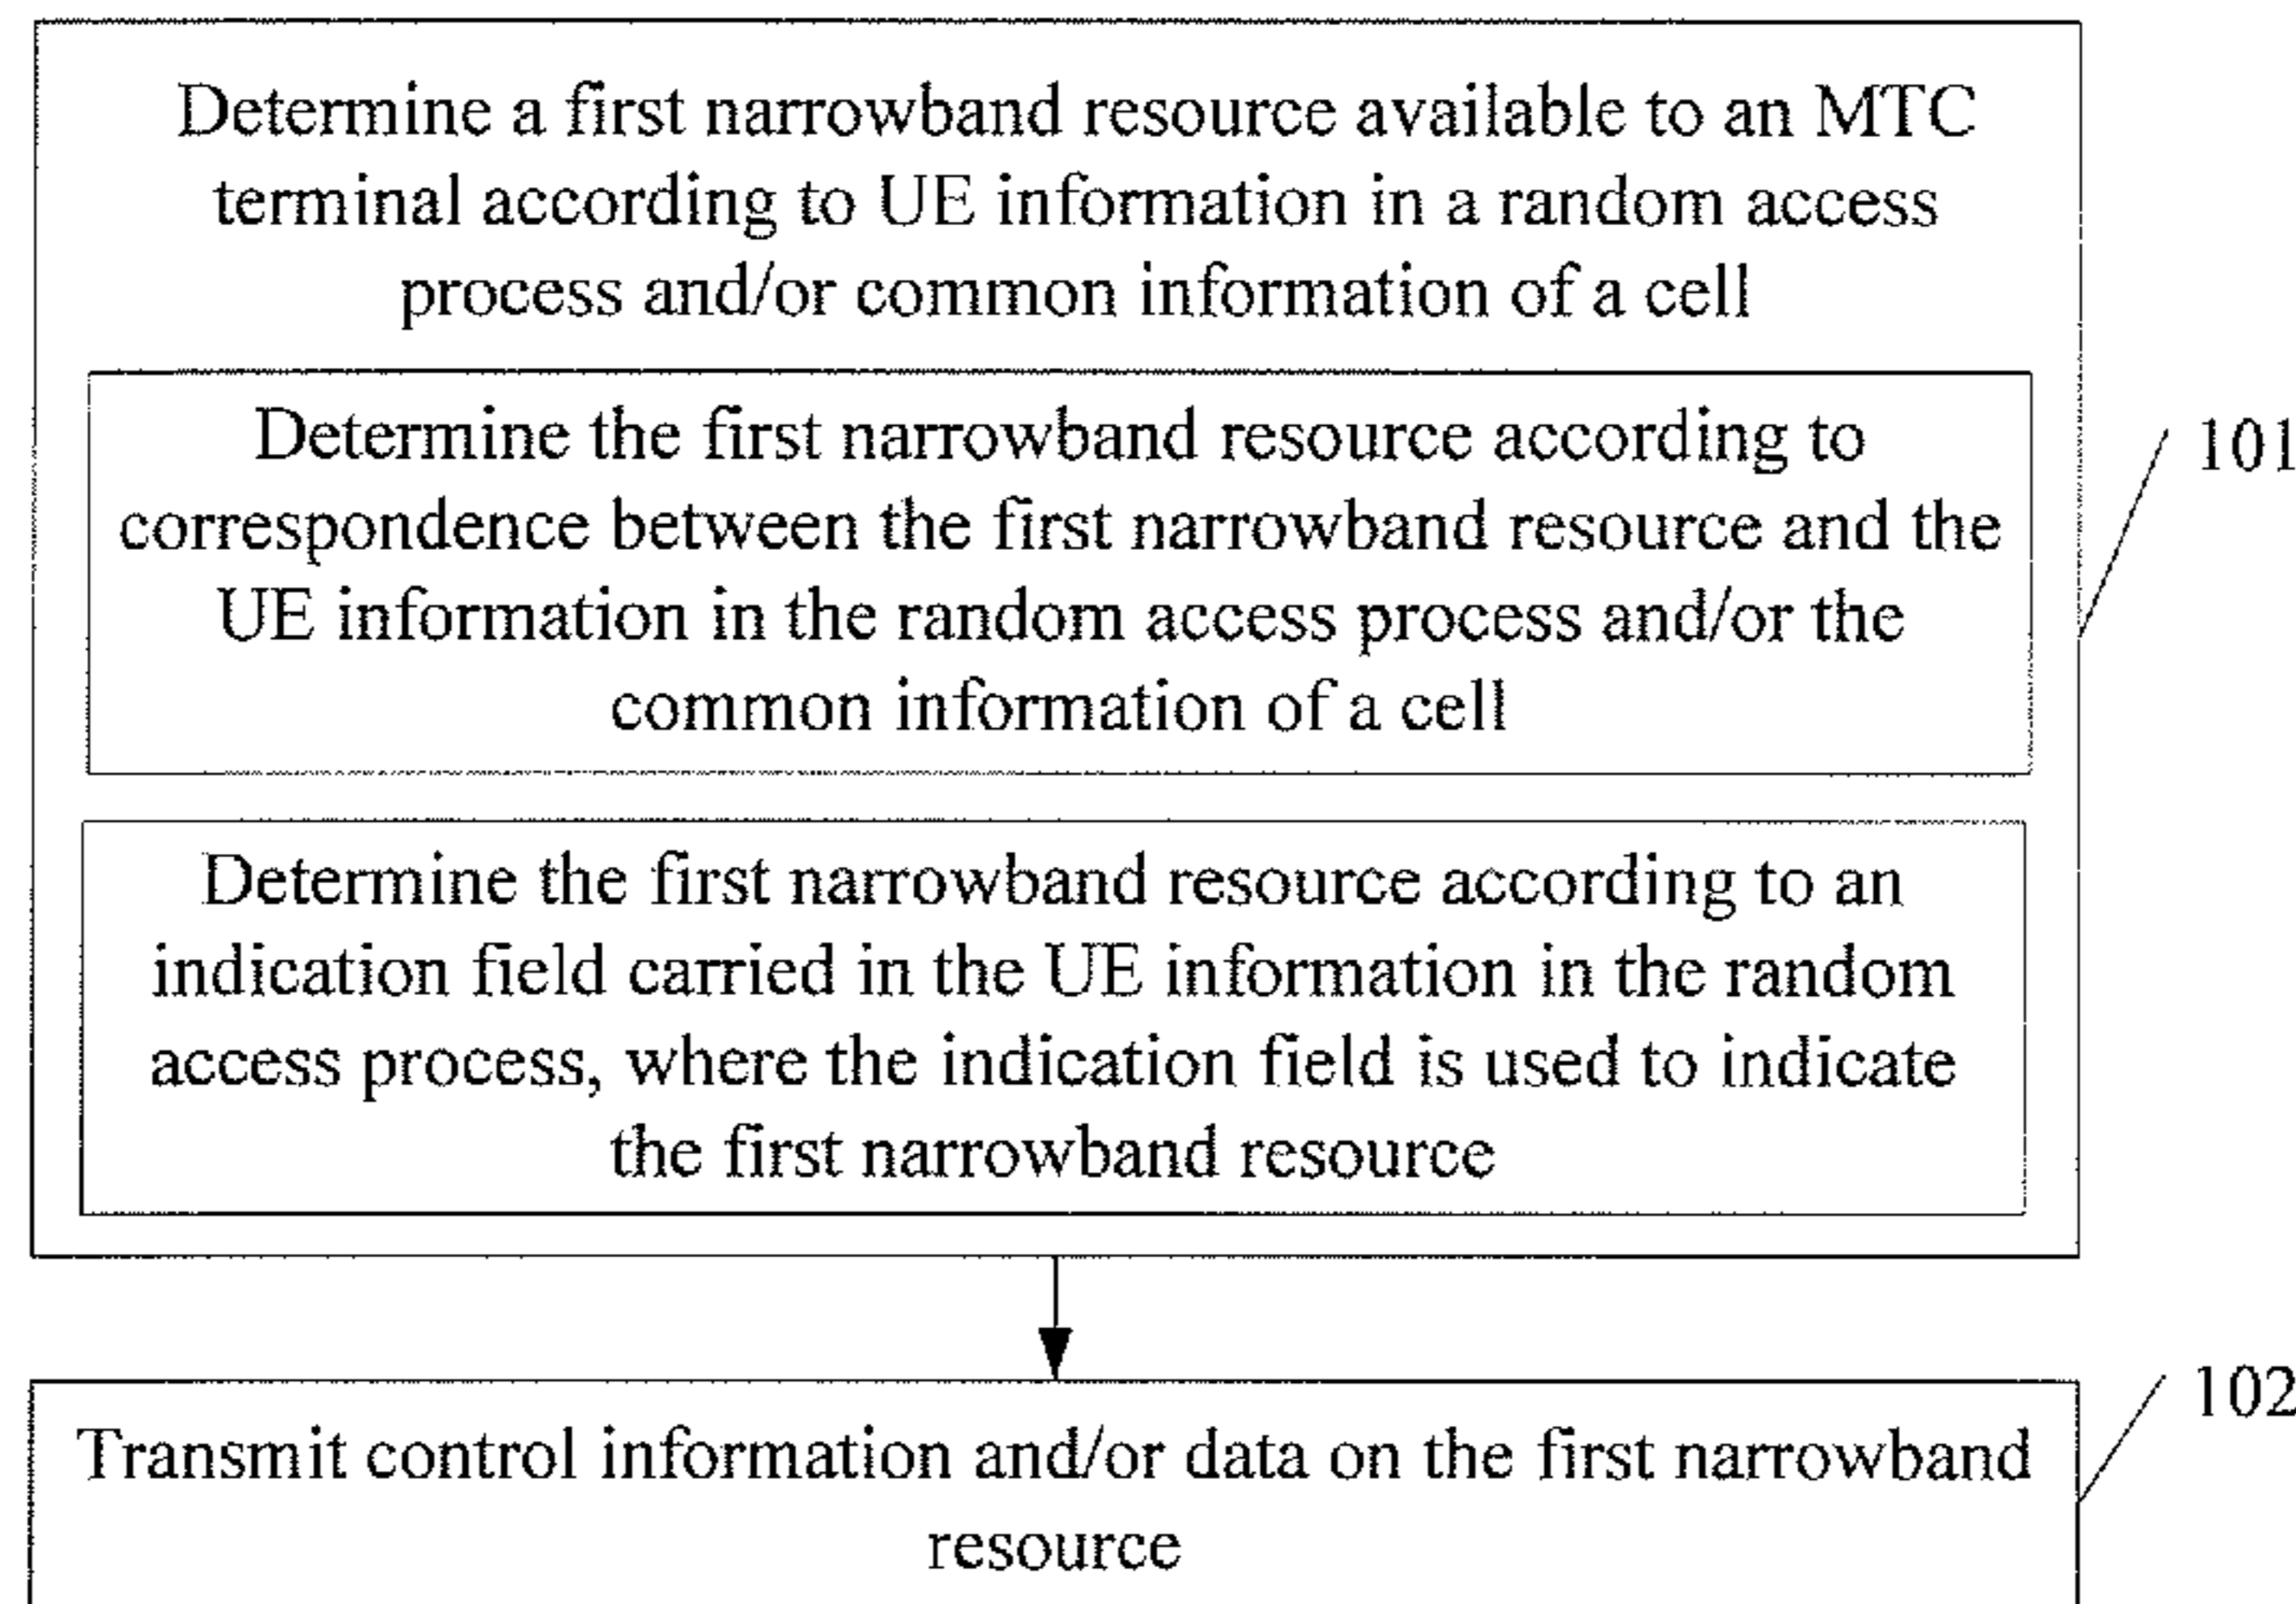 Determine a first narrowband resource available to an MTC
terminal according to UE information in a random access
process and/or common information of a cell
Determine the first narrowband resource according to
correspondence between the first narrowband resource and the
UE information in the random access process and/or the
common information of a cell
101
Determine the first narrowband resource according to an
indication field carried in the UE information in the random
access process, where the indication field is used to indicate
the first narrowband resource
102
Transmit control information and/or data on the first narrowband
resource